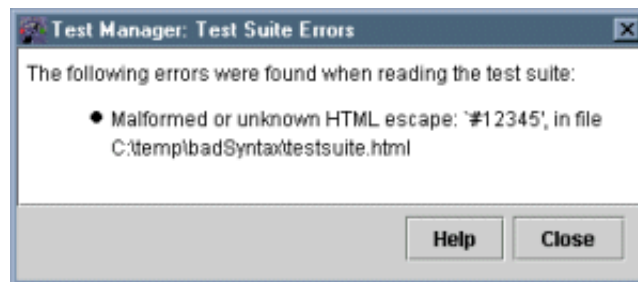 Test Manager: Test Suite Errors
The following errors were found when reading the test suite:
Malformed or unknown HTML escape: `#12345', in file
C:\temp\badSyntax\testsuite.html
Help Close